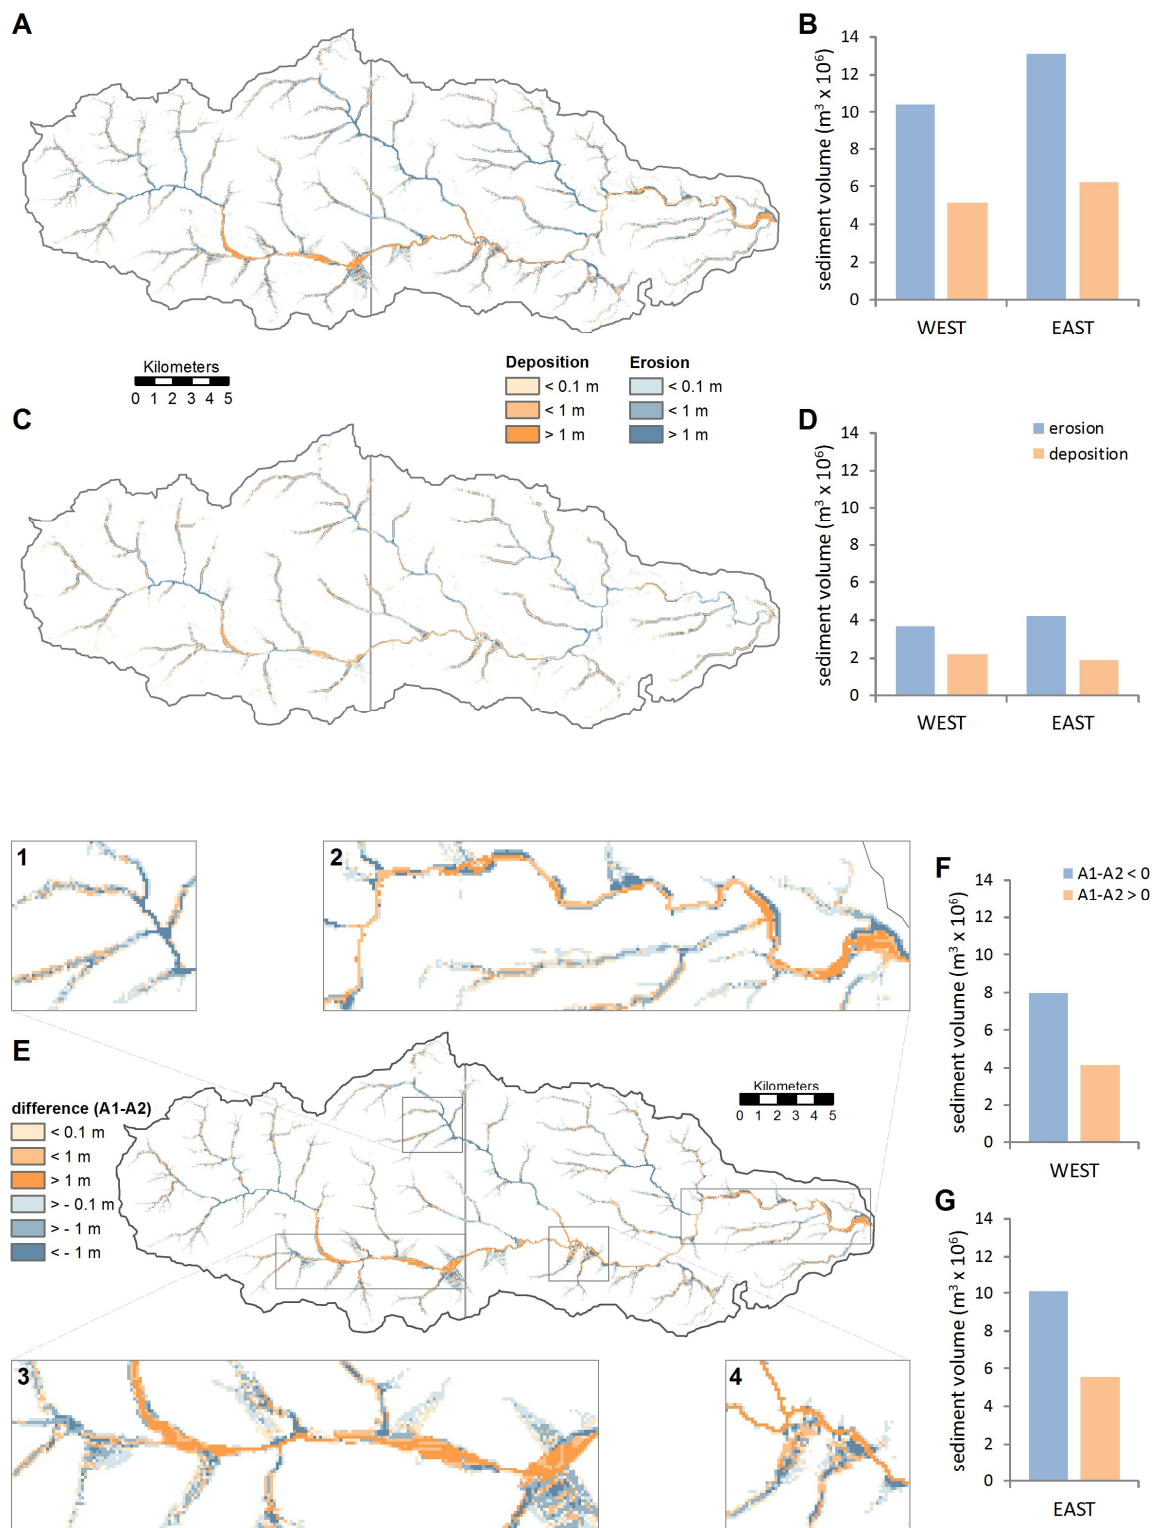 A
B
14
12
10
8
6
4
2
0
sediment volume (m³ x 10⁶)
WEST
EAST
Kilometers
0 1 2 3 4 5
Deposition
< 0.1 m
< 1 m
> 1 m
Erosion
< 0.1 m
< 1 m
> 1 m
C
D
14
12
10
8
6
4
2
0
sediment volume (m³ x 10⁶)
erosion
deposition
WEST
EAST
1
2
F
A1-A2 < 0
A1-A2 > 0
14
12
10
8
6
4
2
0
sediment volume (m³ x 10⁶)
WEST
E
difference (A1-A2)
< 0.1 m
< 1 m
> 1 m
> - 0.1 m
> - 1 m
< - 1 m
Kilometers
0 1 2 3 4 5
G
14
12
10
8
6
4
2
0
sediment volume (m³ x 10⁶)
EAST
3
4